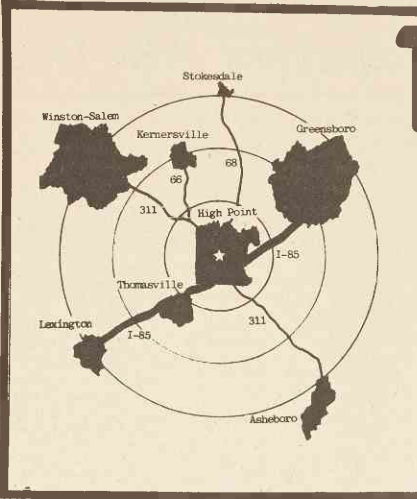 Stokesdale
Winston-Salem
Kernersville
Greensboro
68
66
311
High Point
I-85
Thomasville
Lexington
I-85
311
Asheboro